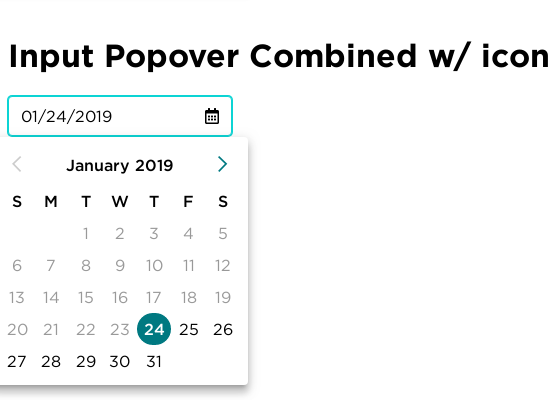 Input Popover Combined w/ icon
01/24/2019
January 2019
S M T W T F S
1 2 3 4 5
6 7 8 9 10 11 12
13 14 15 16 17 18 19
20 21 22 23 24 25 26
27 28 29 30 31